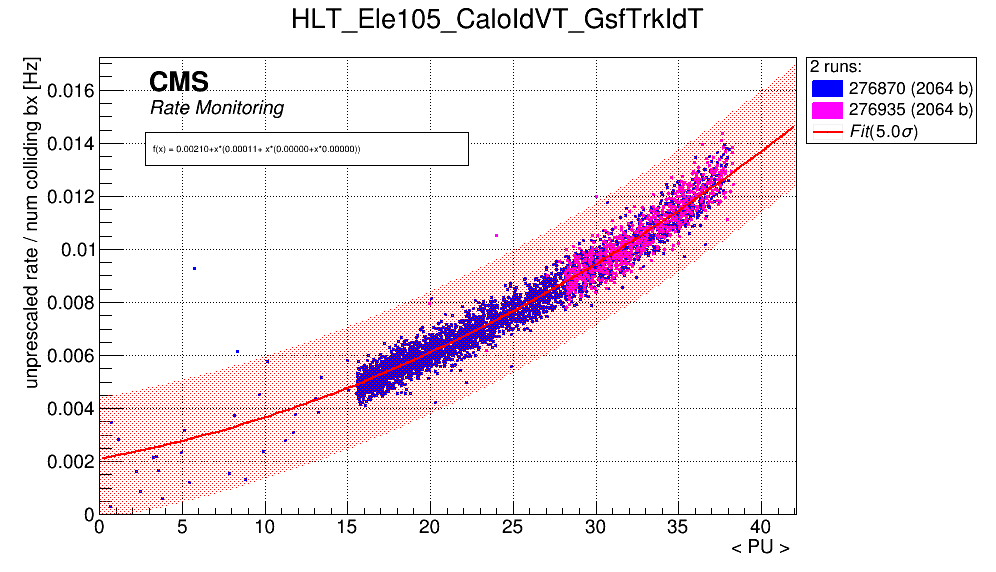 HLT_Ele105_CaloIdVT_GsfTrkIdT
unprescaled rate / num colliding bx [Hz]
CMS
Rate Monitoring
f(x) = 0.00210+x*(0.00011+ x*(0.00000+x*0.00000))
2 runs:
276870 (2064 b)
276935 (2064 b)
Fit(5.0σ)
0.016
0.014
0.012
0.01
0.008
0.006
0.004
0.002
0
0 5 10 15 20 25 30 35 40
< PU >